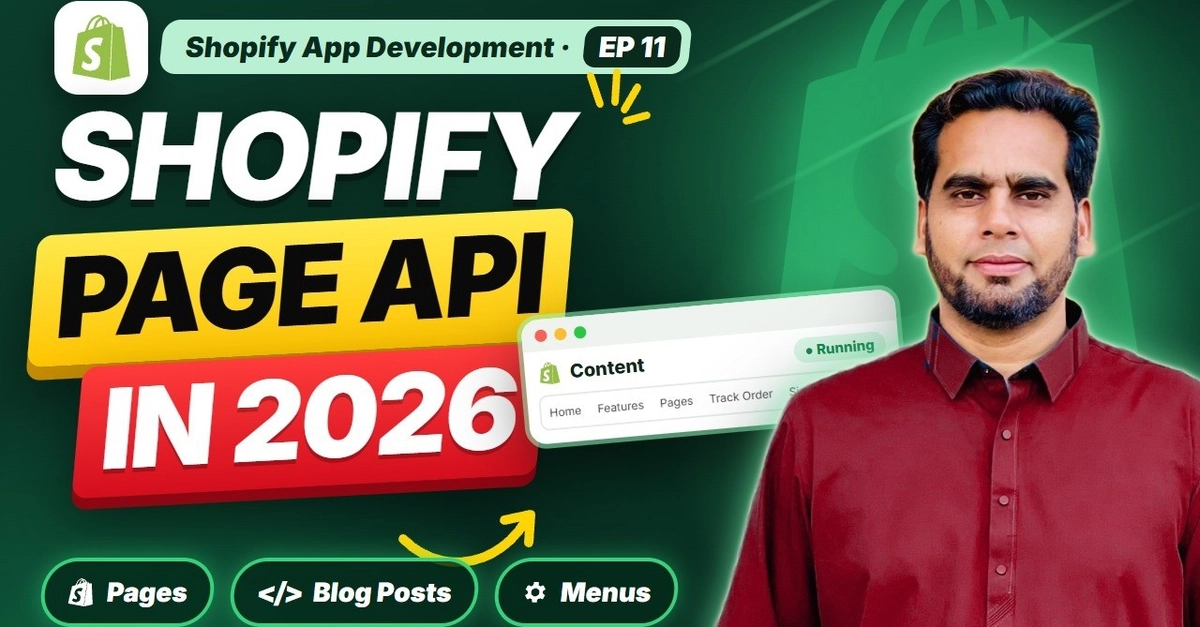 Shopify App Development · EP 11
SHOPIFY
PAGE API
IN 2026
Content
Running
Home Features Pages Track Order
Pages
</> Blog Posts
Menus